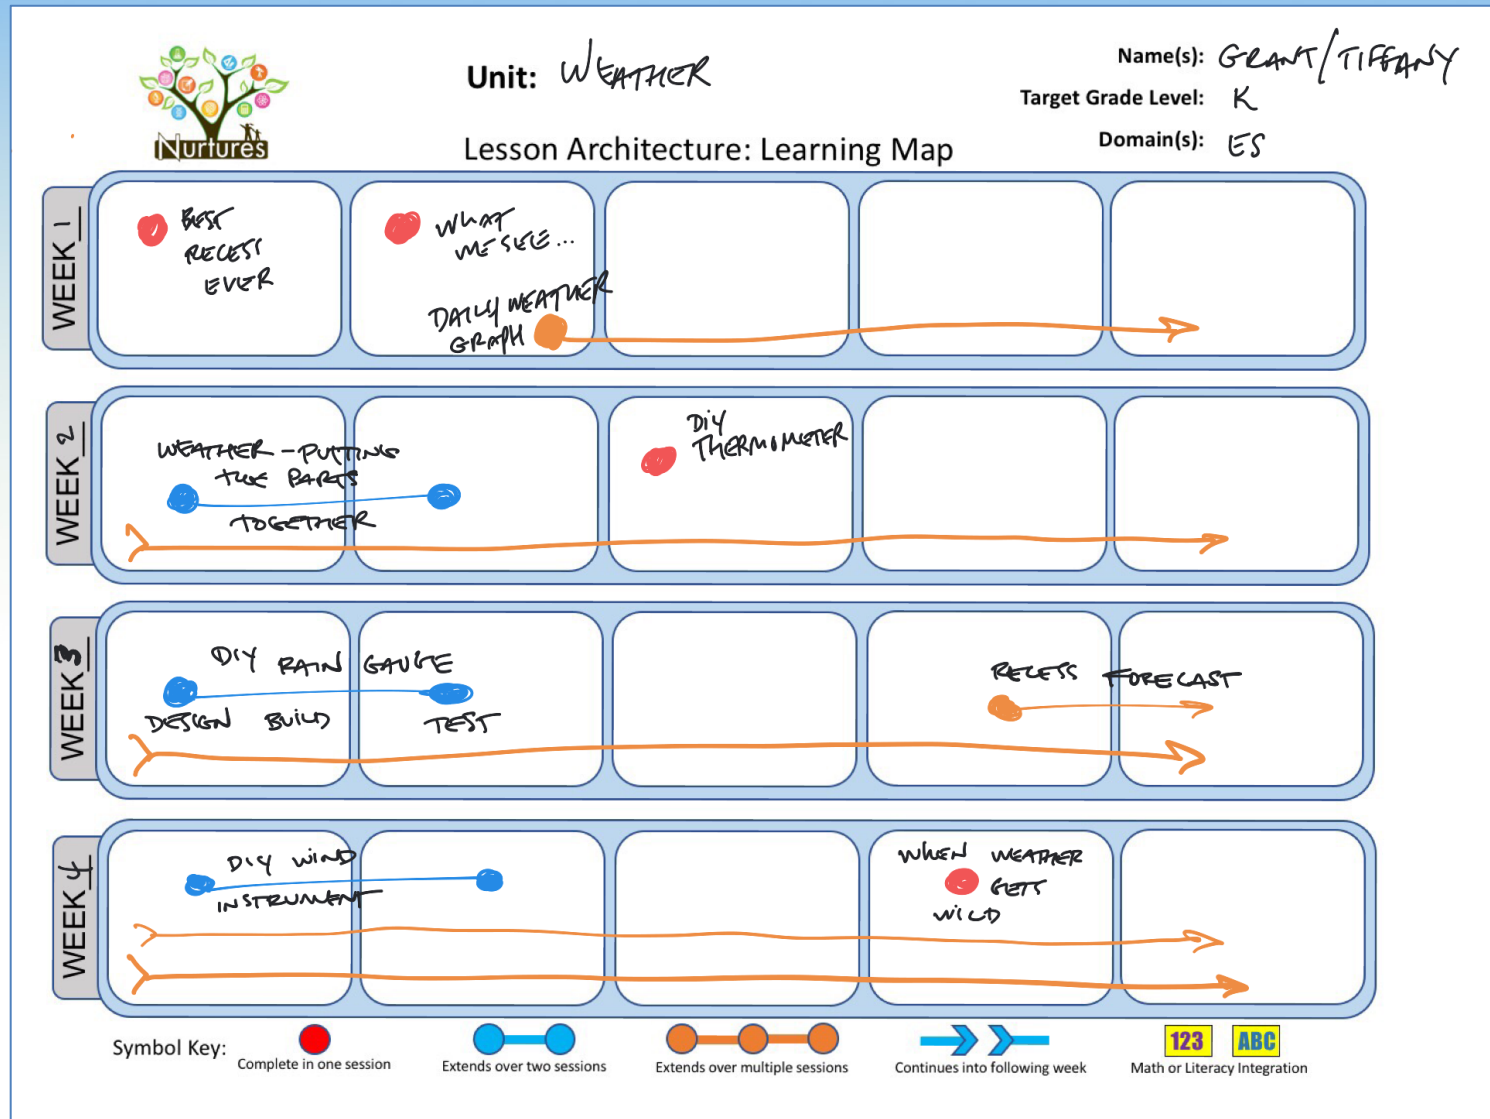 Nurtures
Unit: WEATHER
Name(s): GRANT/TIFFANY
Target Grade Level: K
Domain(s): ES
Lesson Architecture: Learning Map
WEEK 1
BEST
RECESS
EVER
WHAT
WE SEE...
DAILY WEATHER
GRAPH
WEEK 2
WEATHER - PUTTING
THE PARTS
TOGETHER
DIY
THERMOMETER
WEEK 3
DIY RAIN GAUGE
DESIGN BUILD
TEST
RECESS FORECAST
WEEK 4
DIY WIND
INSTRUMENT
WHEN WEATHER
GETS
WILD
Symbol Key:
Complete in one session
Extends over two sessions
Extends over multiple sessions
Continues into following week
123
ABC
Math or Literacy Integration